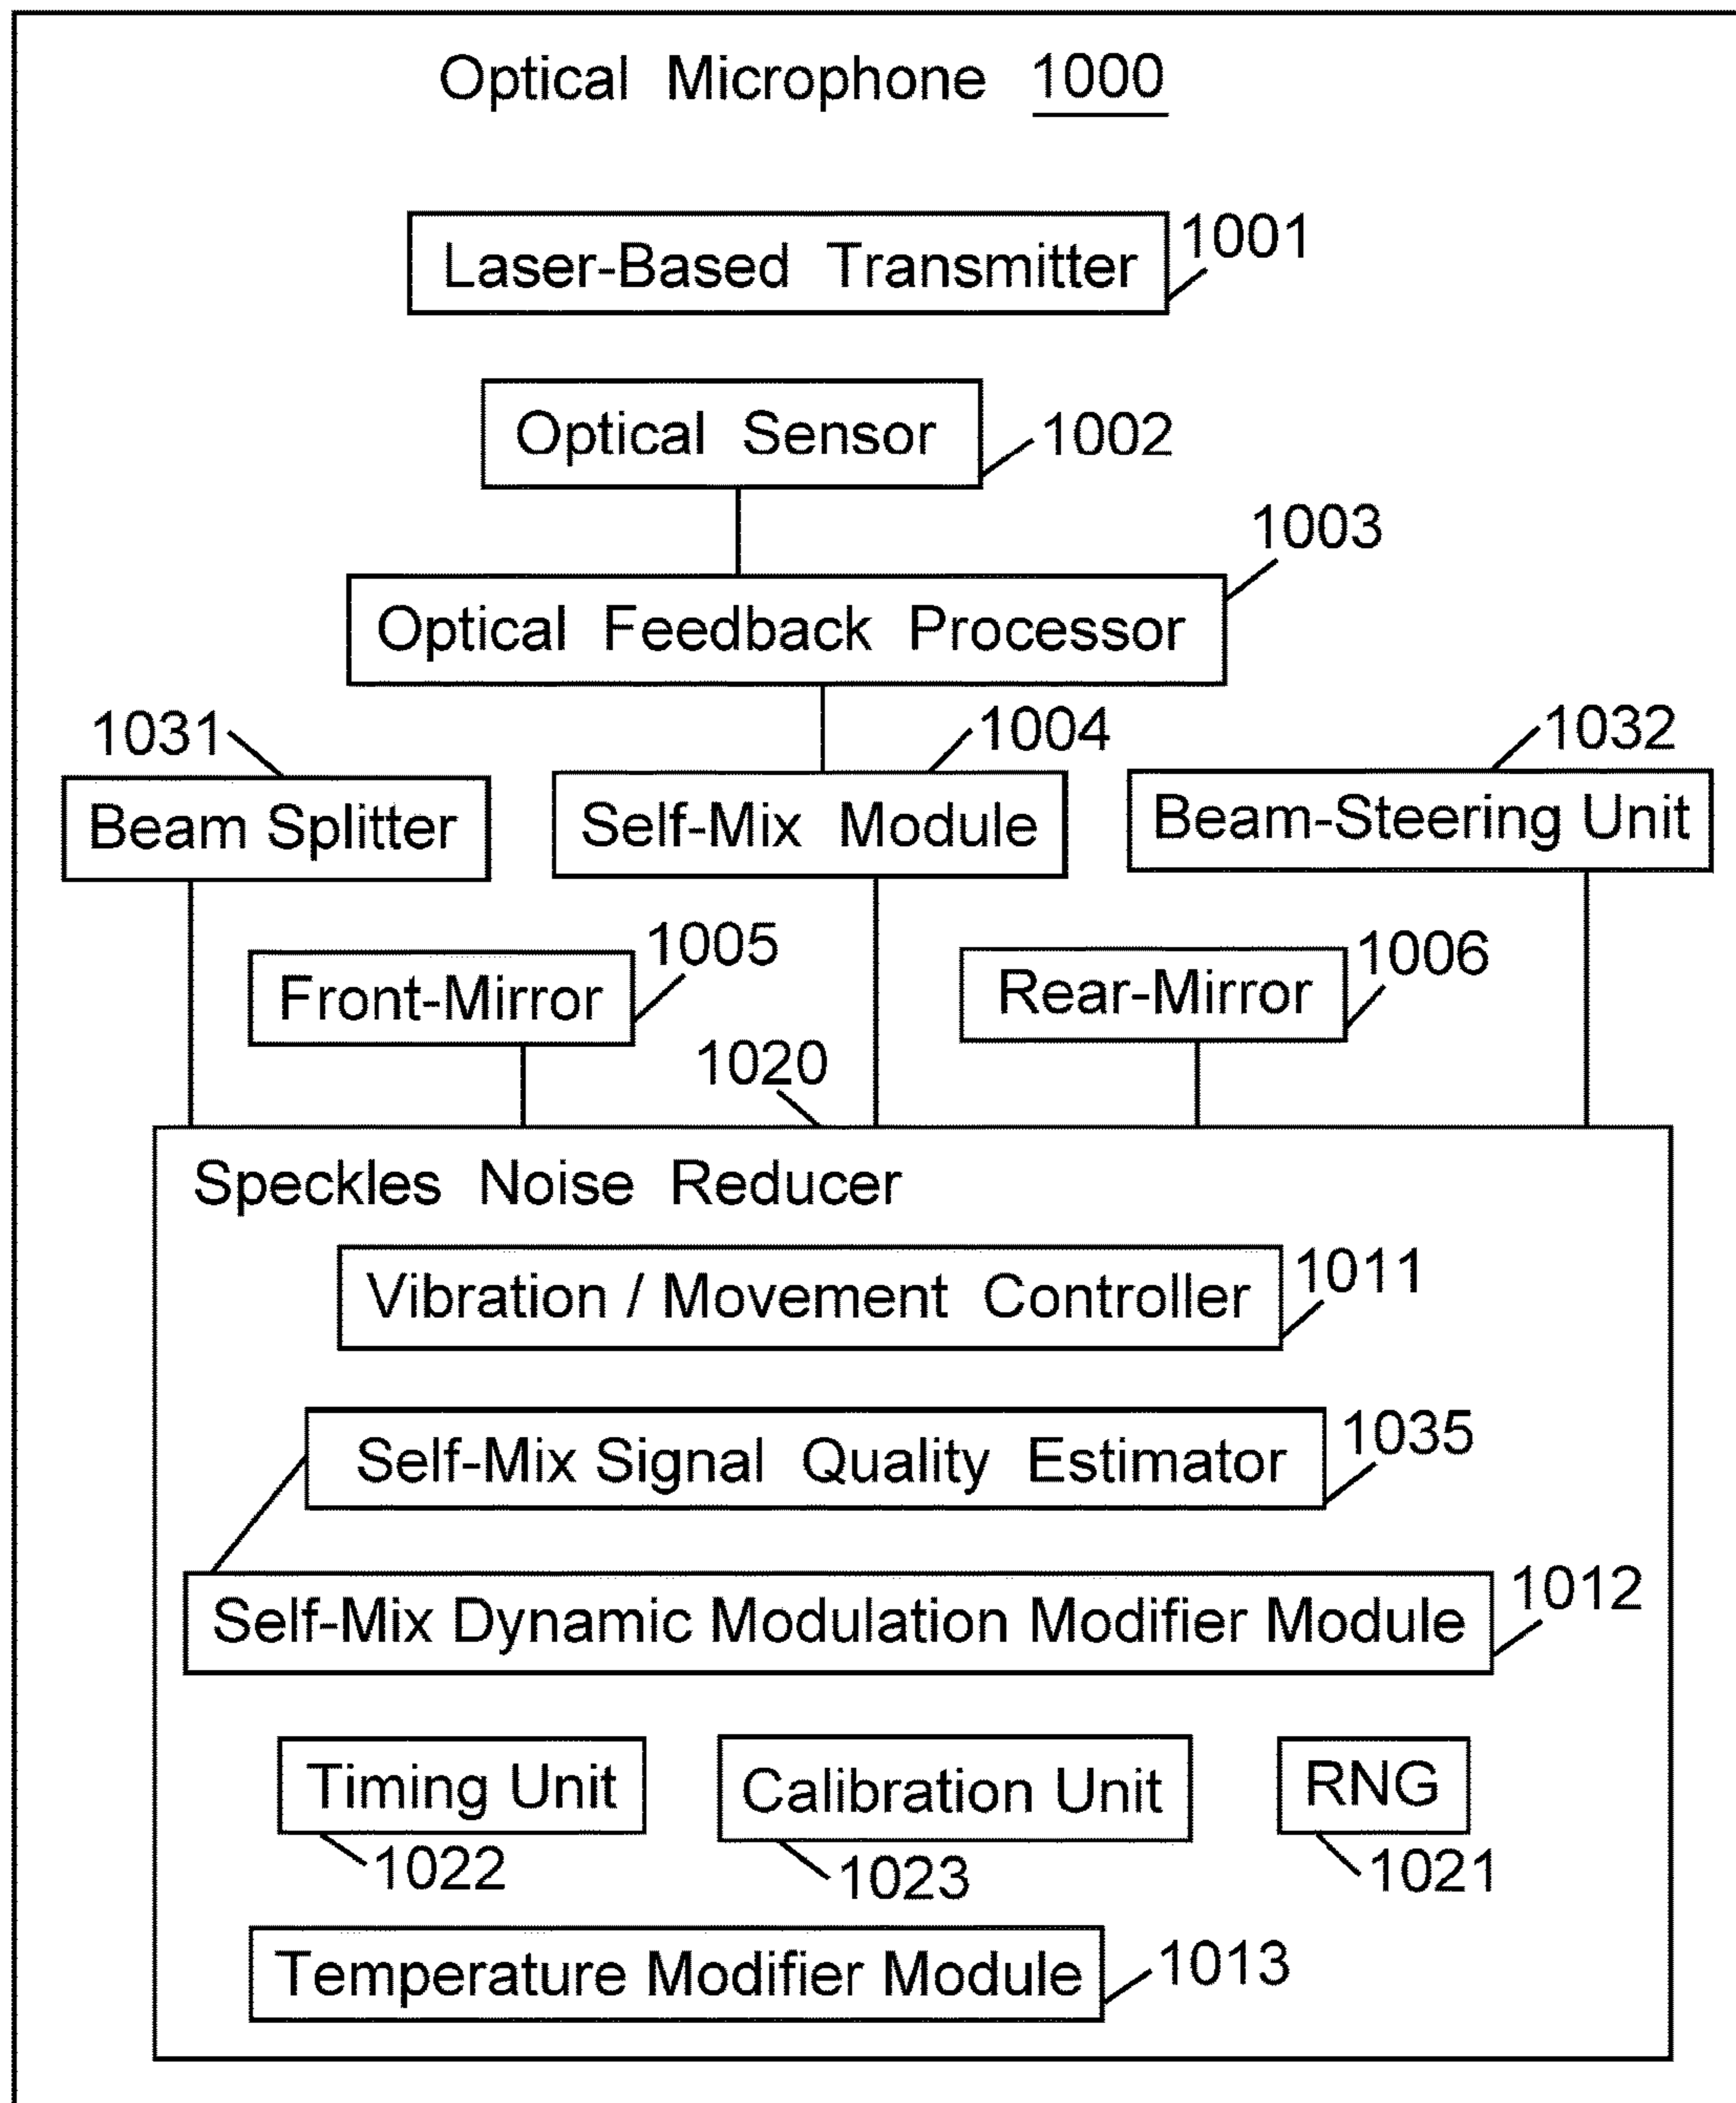 Optical Microphone 1000
Laser-Based Transmitter
1001
Optical Sensor
1002
1003
Optical Feedback Processor
1031
1004
1032
Beam Splitter
Self-Mix Module
Beam-Steering Unit
1005
1006
Front-Mirror
Rear-Mirror
1020
Speckles Noise Reducer
Vibration / Movement Controller
1011
Self-Mix Signal Quality Estimator
1035
Self-Mix Dynamic Modulation Modifier Module
1012
Timing Unit
Calibration Unit
RNG
1022
1023
1021
Temperature Modifier Module
1013